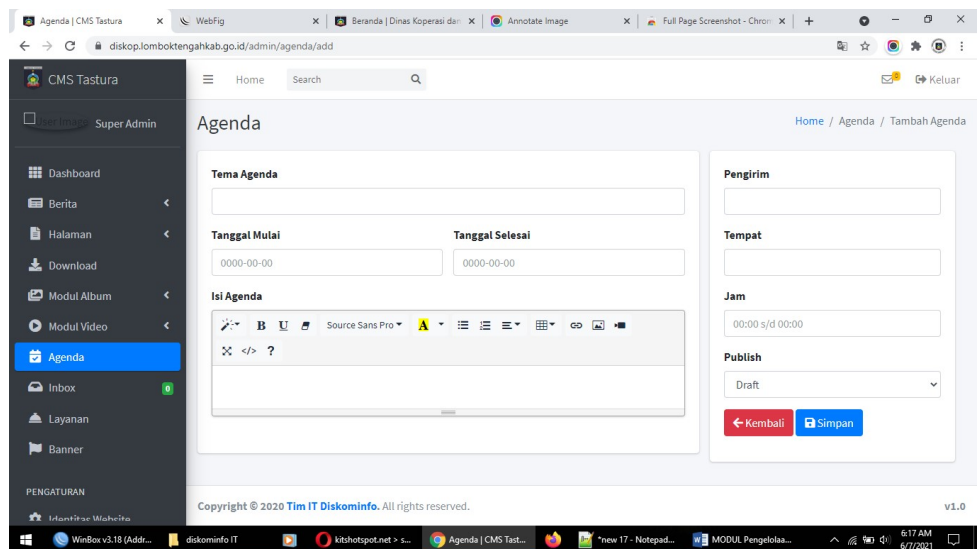 Agenda | CMS Tastura
WebFig
Beranda | Dinas Koperasi dan
Annotate Image
Full Page Screenshot - Chrom
diskop.lomboktengahkab.go.id/admin/agenda/add
CMS Tastura
Home
Search
0
Keluar
User Image
Super Admin
Agenda
Home / Agenda / Tambah Agenda
Dashboard
Berita
Halaman
Download
Modul Album
Modul Video
Agenda
Inbox
0
Layanan
Banner
PENGATURAN
Identitas Website
Tema Agenda
Tanggal Mulai
Tanggal Selesai
0000-00-00
0000-00-00
Isi Agenda
B U Source Sans Pro A
</> ?
Pengirim
Tempat
Jam
00:00 s/d 00:00
Publish
Draft
Kembali
Simpan
Copyright © 2020 Tim IT Diskominfo. All rights reserved.
v1.0
WinBox v3.18 (Addr...
diskominfo IT
kitshotspot.net > s...
Agenda | CMS Tast...
*new 17 - Notepad...
MODUL Pengelolaa...
6:17 AM
6/7/2021